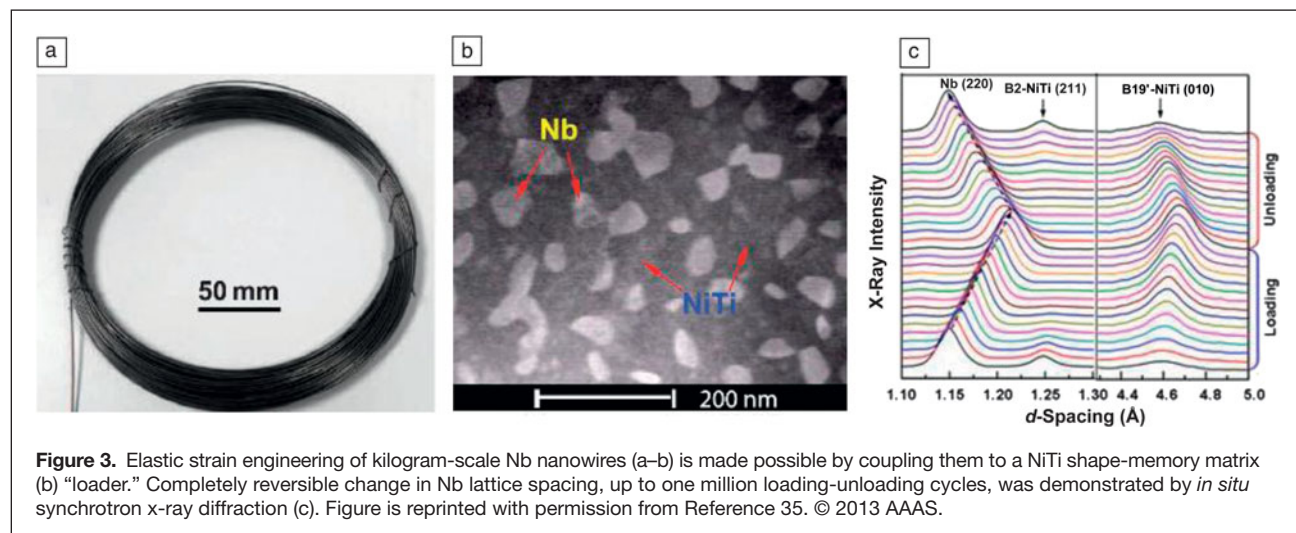 a
b
c
50 mm
Nb
NiTi
200 nm
Nb (220)
B2-NiTi (211)
B19'-NiTi (010)
X-Ray Intensity
Unloading
Loading
1.10 1.15 1.20 1.25 1.30 4.4 4.6 4.8 5.0
d-Spacing (Å)
Figure 3. Elastic strain engineering of kilogram-scale Nb nanowires (a–b) is made possible by coupling them to a NiTi shape-memory matrix
(b) “loader.” Completely reversible change in Nb lattice spacing, up to one million loading-unloading cycles, was demonstrated by in situ
synchrotron x-ray diffraction (c). Figure is reprinted with permission from Reference 35. © 2013 AAAS.